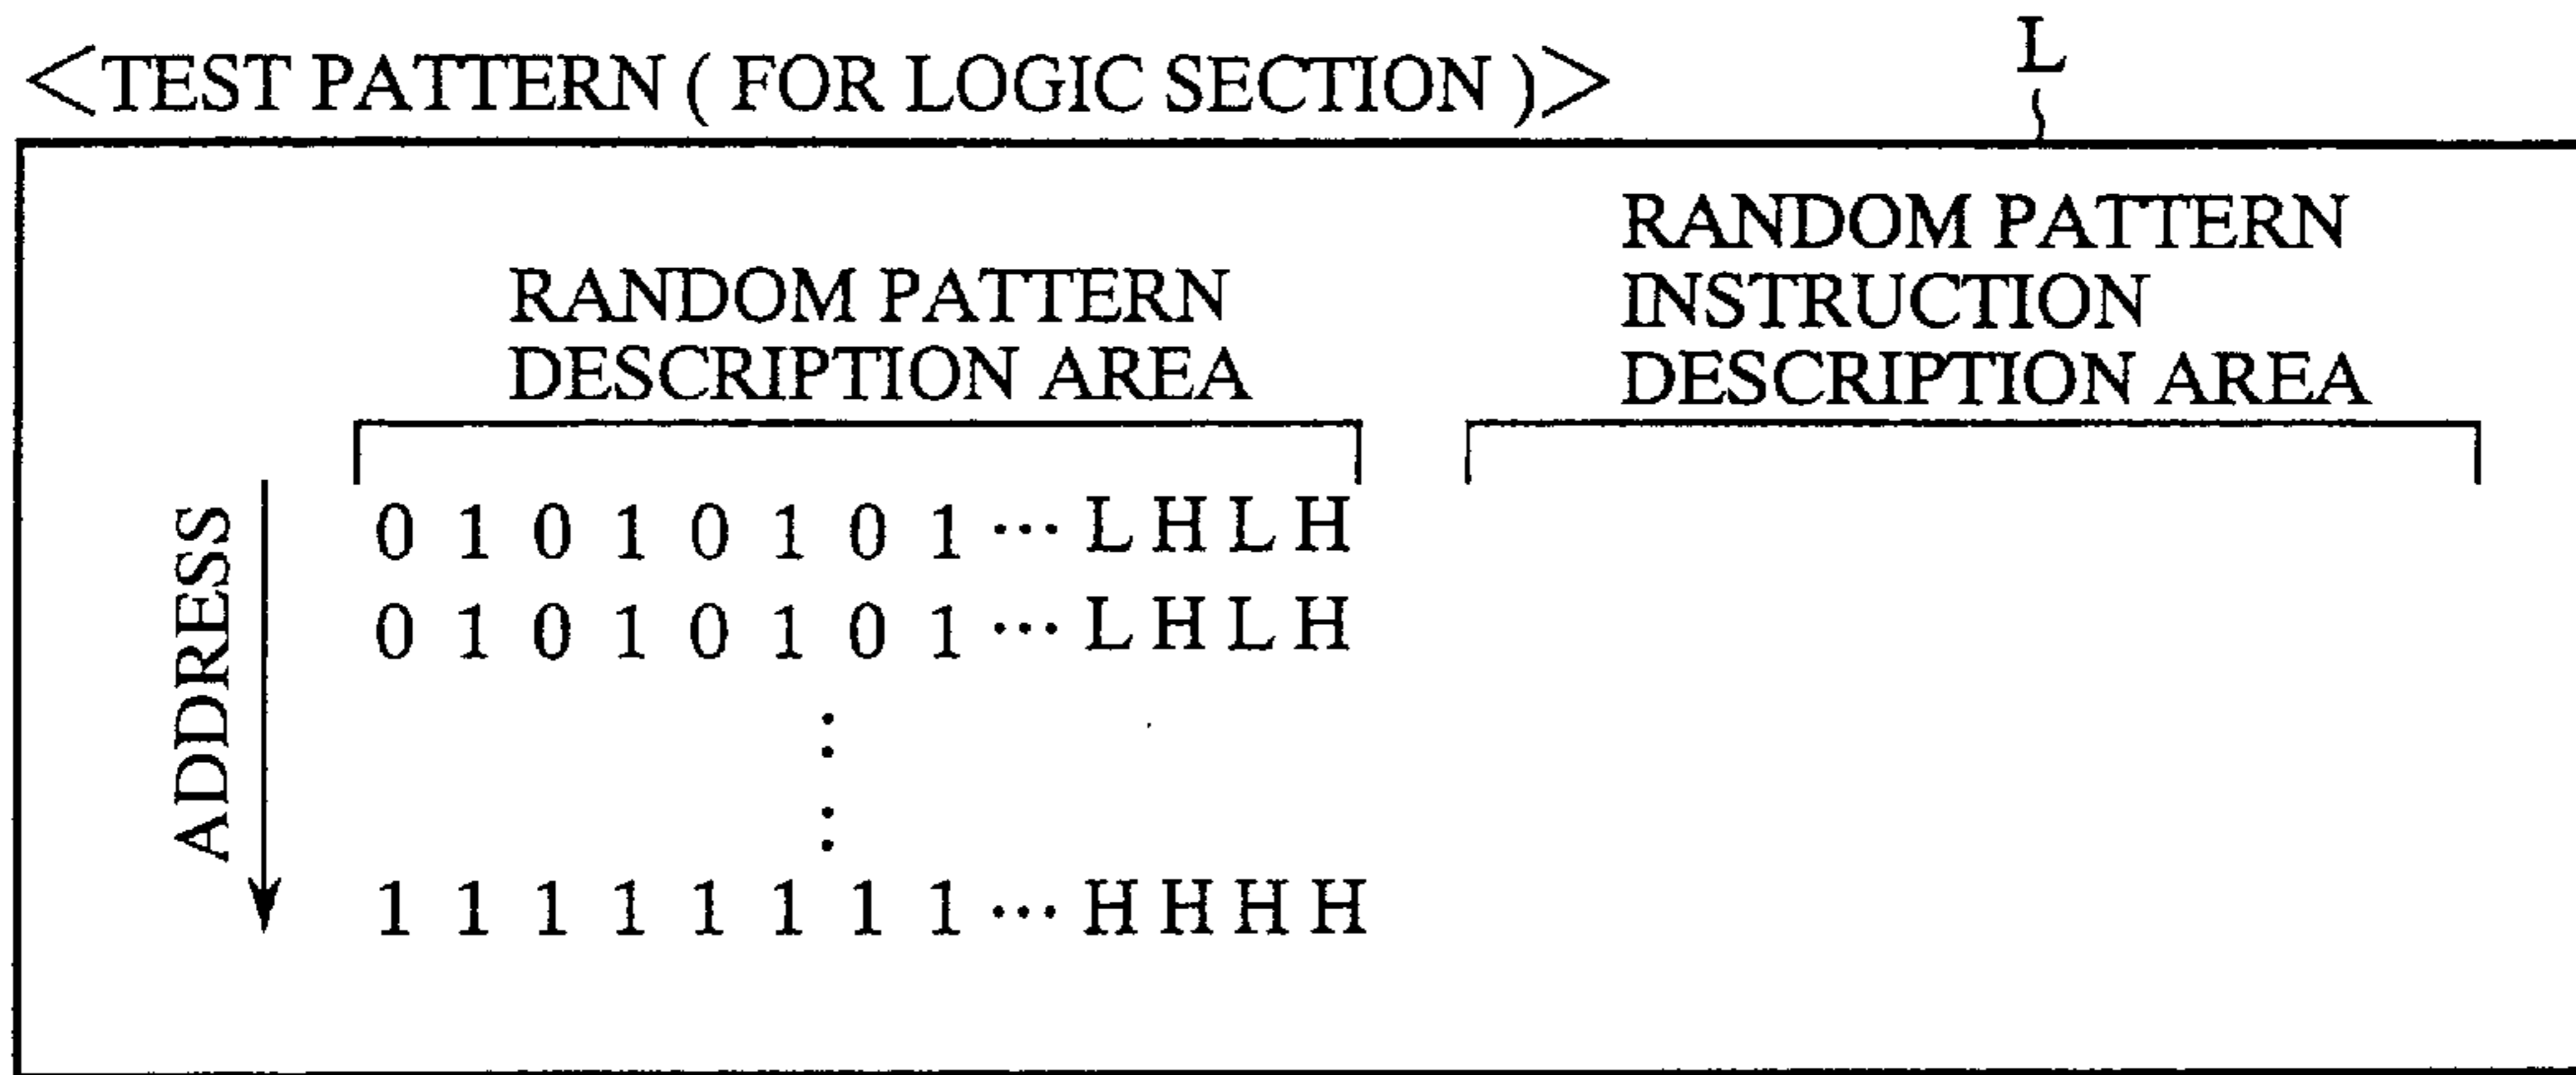 <TEST PATTERN ( FOR LOGIC SECTION )>
L
RANDOM PATTERN
DESCRIPTION AREA
RANDOM PATTERN
INSTRUCTION
DESCRIPTION AREA
ADDRESS
0 1 0 1 0 1 0 1 ··· L H L H
0 1 0 1 0 1 0 1 ··· L H L H
1 1 1 1 1 1 1 1 ··· H H H H